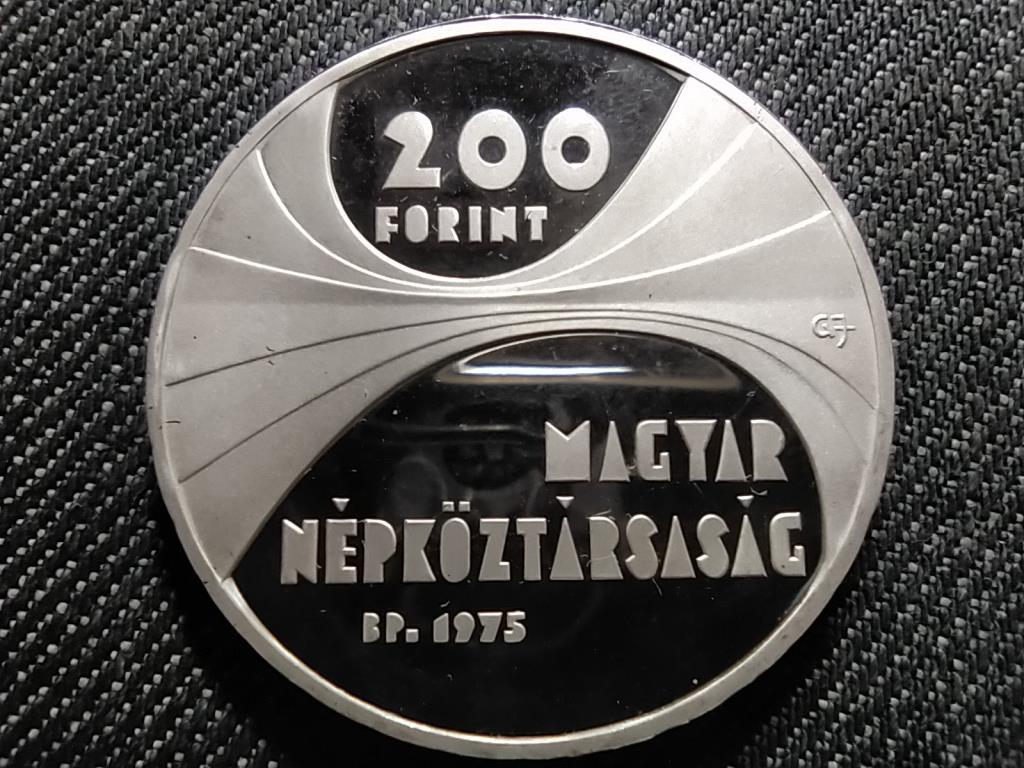 200
FORINT
MAGYAR
NÉPKÖZTÁRSASÁG
BP. 1975